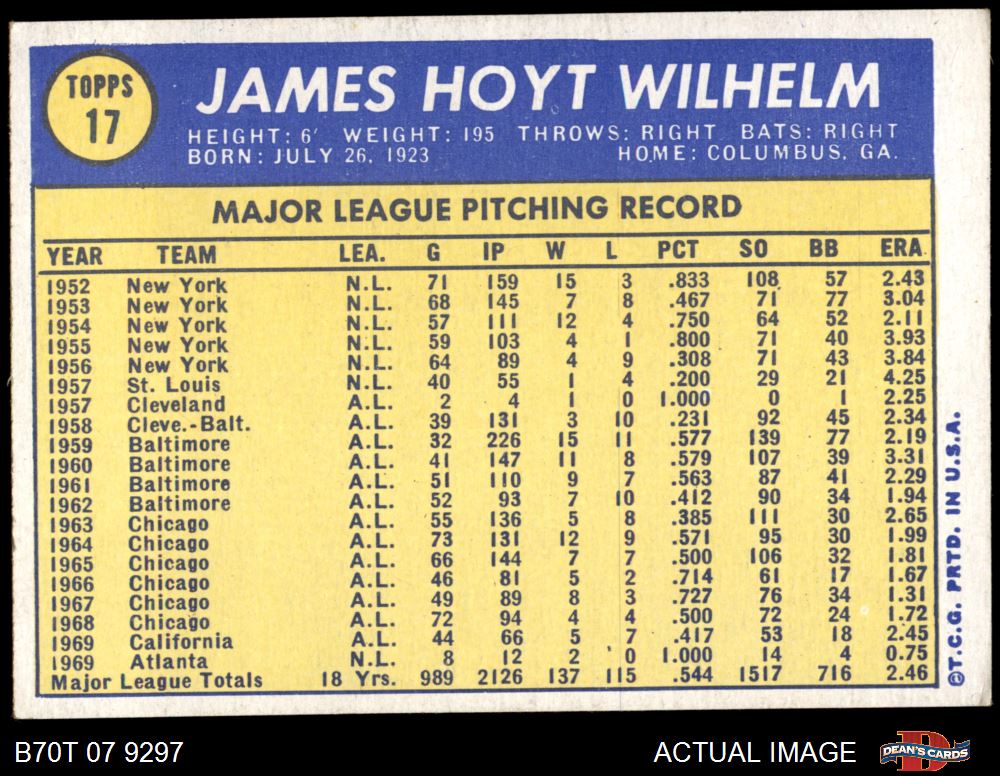 TOPPS
17
JAMES HOYT WILHELM
HEIGHT: 6' WEIGHT: 195 THROWS: RIGHT BATS: RIGHT
BORN: JULY 26, 1923 HOME: COLUMBUS, GA.
MAJOR LEAGUE PITCHING RECORD
YEAR TEAM LEA. G IP W L PCT SO BB ERA
1952 New York N.L. 71 159 15 3 .833 108 57 2.43
1953 New York N.L. 68 145 7 8 .467 71 77 3.04
1954 New York N.L. 57 111 12 4 .750 64 52 2.11
1955 New York N.L. 59 103 4 1 .800 71 40 3.93
1956 New York N.L. 64 89 4 9 .308 71 43 3.84
1957 St. Louis N.L. 40 55 1 4 .200 29 21 4.25
1957 Cleveland A.L. 2 4 1 0 1.000 0 1 2.25
1958 Cleve.-Balt. A.L. 39 131 3 10 .231 92 45 2.34
1959 Baltimore A.L. 32 226 15 11 .577 139 77 2.19
1960 Baltimore A.L. 41 147 11 8 .579 107 39 3.31
1961 Baltimore A.L. 51 110 9 7 .563 87 41 2.29
1962 Baltimore A.L. 52 93 7 10 .412 90 34 1.94
1963 Chicago A.L. 55 136 5 8 .385 111 30 2.65
1964 Chicago A.L. 73 131 12 9 .571 95 30 1.99
1965 Chicago A.L. 66 144 7 7 .500 106 32 1.81
1966 Chicago A.L. 46 81 5 2 .714 61 17 1.67
1967 Chicago A.L. 49 89 8 3 .727 76 34 1.31
1968 Chicago A.L. 72 94 4 4 .500 72 24 1.72
1969 California A.L. 44 66 5 7 .417 53 18 2.45
1969 Atlanta N.L. 8 12 2 0 1.000 14 4 0.75
Major League Totals 18 Yrs. 989 2126 137 115 .544 1517 716 2.46
©T.C.G. PRTD. IN U.S.A.
B70T 07 9297
ACTUAL IMAGE
DEAN'S CARDS